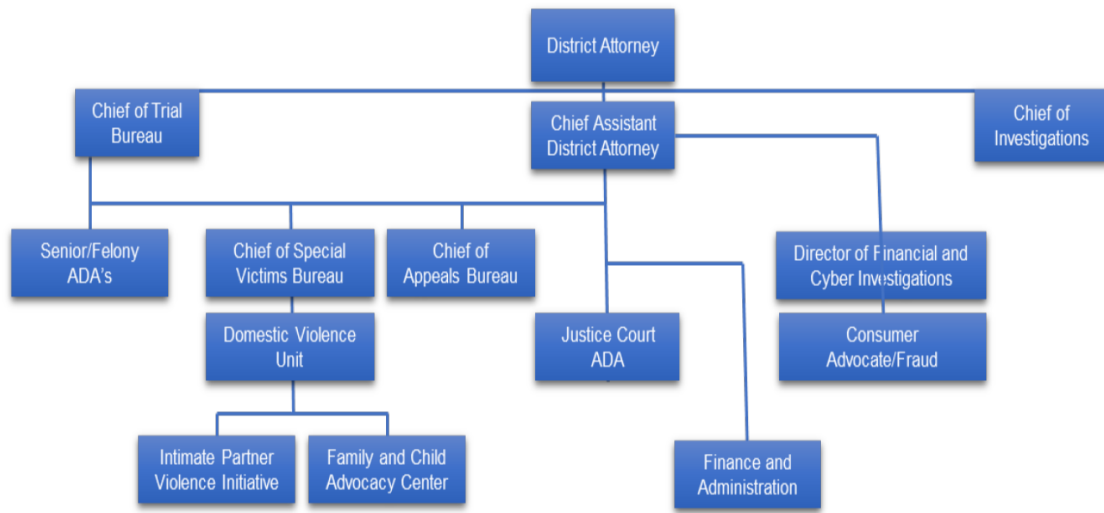 District Attorney
Chief of Trial
Bureau
Chief Assistant
District Attorney
Chief of
Investigations
Senior/Felony
ADA's
Chief of Special
Victims Bureau
Chief of
Appeals Bureau
Director of Financial and
Cyber Investigations
Domestic Violence
Unit
Justice Court
ADA
Consumer
Advocate/Fraud
Intimate Partner
Violence Initiative
Family and Child
Advocacy Center
Finance and
Administration